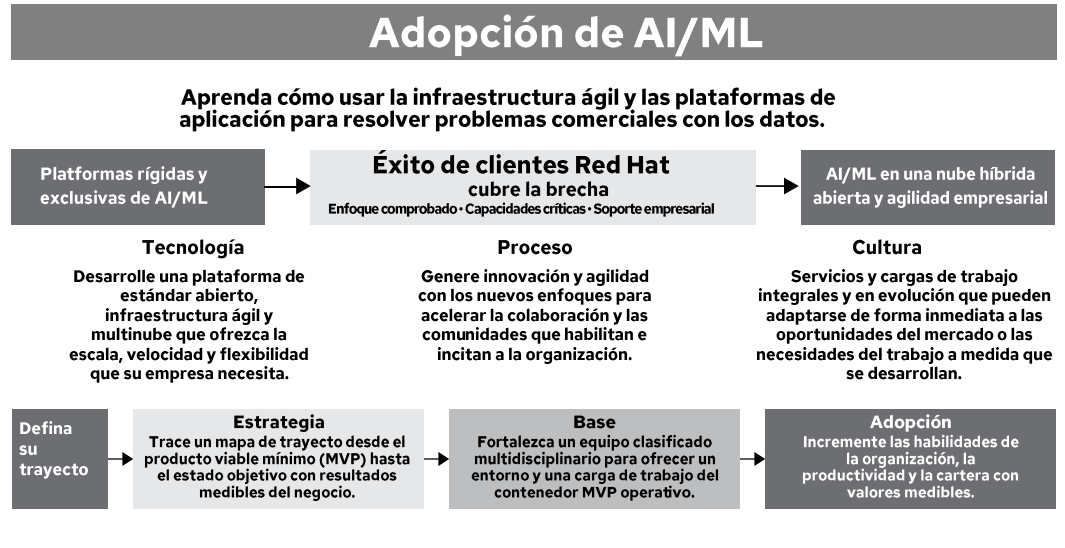 Adopción de AI/ML
Aprenda cómo usar la infraestructura ágil y las plataformas de
aplicación para resolver problemas comerciales con los datos.
Platformas rígidas y
exclusivas de AI/ML
Éxito de clientes Red Hat
cubre la brecha
Enfoque comprobado • Capacidades críticas • Soporte empresarial
AI/ML en una nube híbrida
abierta y agilidad empresarial
Tecnología
Desarrolle una plataforma de
estándar abierto,
infraestructura ágil y
multinube que ofrezca la
escala, velocidad y flexibilidad
que su empresa necesita.
Proceso
Genere innovación y agilidad
con los nuevos enfoques para
acelerar la colaboración y las
comunidades que habilitan e
incitan a la organización.
Cultura
Servicios y cargas de trabajo
integrales y en evolución que pueden
adaptarse de forma inmediata a las
oportunidades del mercado o las
necesidades del trabajo a medida que
se desarrollan.
Defina
su
trayecto
Estrategia
Trace un mapa de trayecto desde el
producto viable mínimo (MVP) hasta
el estado objetivo con resultados
medibles del negocio.
Base
Fortalezca un equipo clasificado
multidisciplinario para ofrecer un
entorno y una carga de trabajo del
contenedor MVP operativo.
Adopción
Incremente las habilidades de
la organización, la
productividad y la cartera con
valores medibles.